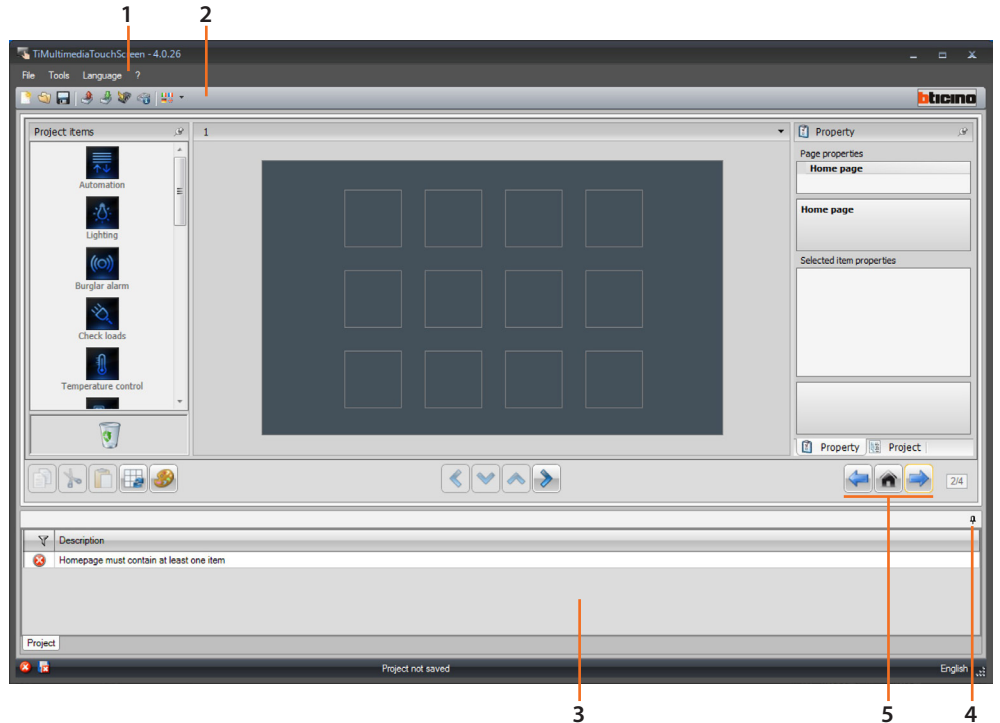 1 2
TiMultimediaTouchScreen - 4.0.26
File Tools Language ?
bticino
Project items
1
Property
Automation
Lighting
Burglar alarm
Check loads
Temperature control
Page properties
Home page
Home page
Selected item properties
Property Project
2/4
Description
Homepage must contain at least one item
Project
Project not saved
English
3 5 4